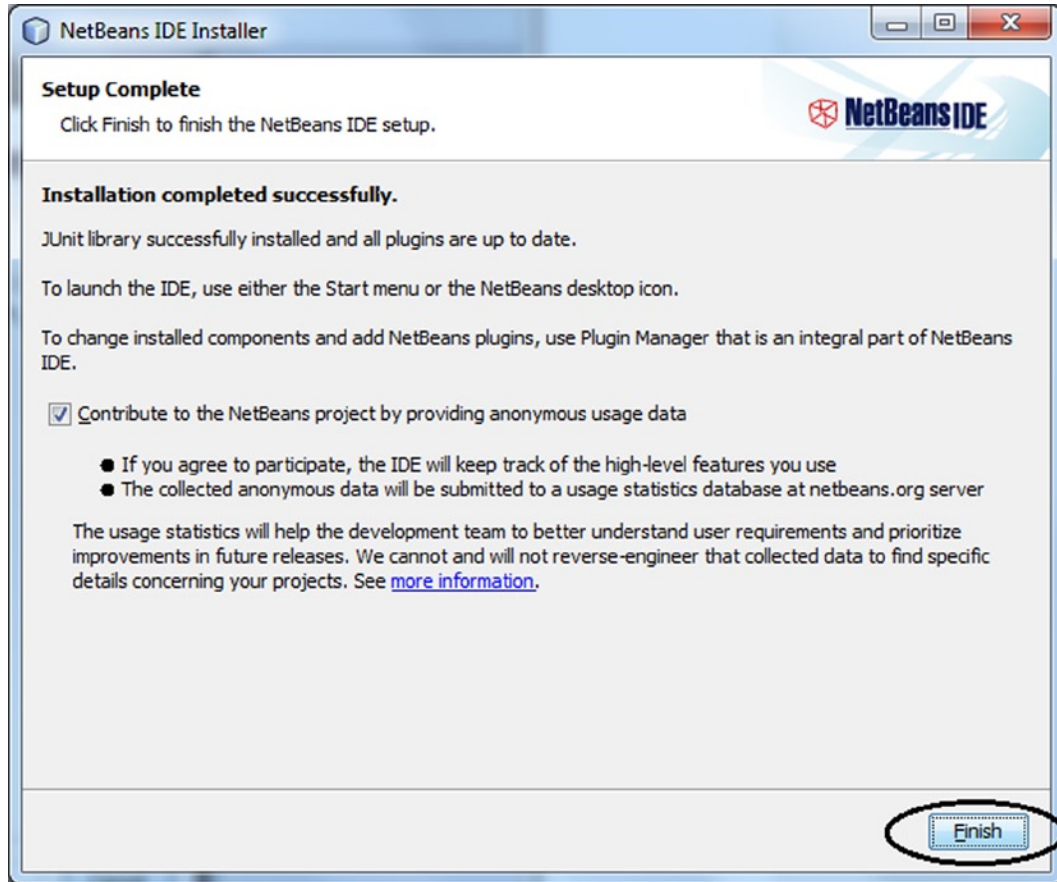 NetBeans IDE Installer
Setup Complete
Click Finish to finish the NetBeans IDE setup.
NetBeans IDE
Installation completed successfully.
JUnit library successfully installed and all plugins are up to date.
To launch the IDE, use either the Start menu or the NetBeans desktop icon.
To change installed components and add NetBeans plugins, use Plugin Manager that is an integral part of NetBeans
IDE.
Contribute to the NetBeans project by providing anonymous usage data
● If you agree to participate, the IDE will keep track of the high-level features you use
● The collected anonymous data will be submitted to a usage statistics database at netbeans.org server
The usage statistics will help the development team to better understand user requirements and prioritize
improvements in future releases. We cannot and will not reverse-engineer that collected data to find specific
details concerning your projects. See more information.
Finish